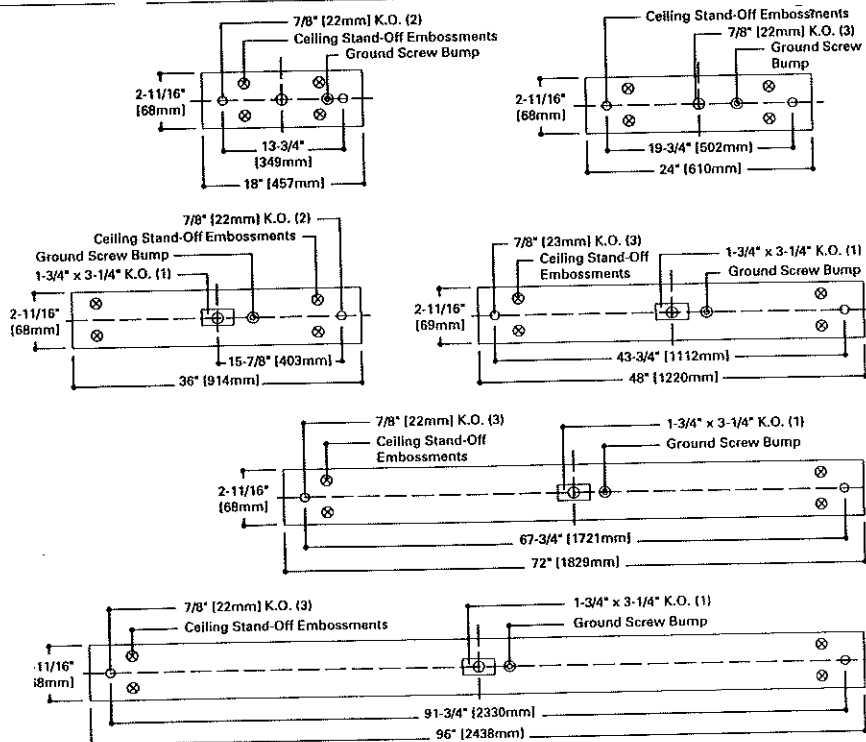 7/8" [22mm] K.O. (2)
Ceiling Stand-Off Embossments
Ground Screw Bump
2-11/16"
[68mm]
13-3/4"
[349mm]
18" [457mm]
Ceiling Stand-Off Embossments
7/8" [22mm] K.O. (3)
Ground Screw
Bump
2-11/16"
[68mm]
19-3/4" [502mm]
24" [610mm]
7/8" [22mm] K.O. (2)
Ceiling Stand-Off Embossments
Ground Screw Bump
1-3/4" x 3-1/4" K.O. (1)
2-11/16"
[68mm]
15-7/8" [403mm]
36" [914mm]
7/8" [23mm] K.O. (3)
Ceiling Stand-Off
Embossments
1-3/4" x 3-1/4" K.O. (1)
Ground Screw Bump
2-11/16"
[69mm]
43-3/4" [1112mm]
48" [1220mm]
7/8" [22mm] K.O. (3)
Ceiling Stand-Off
Embossments
1-3/4" x 3-1/4" K.O. (1)
Ground Screw Bump
2-11/16"
[68mm]
67-3/4" [1721mm]
72" [1829mm]
7/8" [22mm] K.O. (3)
Ceiling Stand-Off Embossments
1-3/4" x 3-1/4" K.O. (1)
Ground Screw Bump
-11/16"
68mm]
91-3/4" [2330mm]
96" [2438mm]